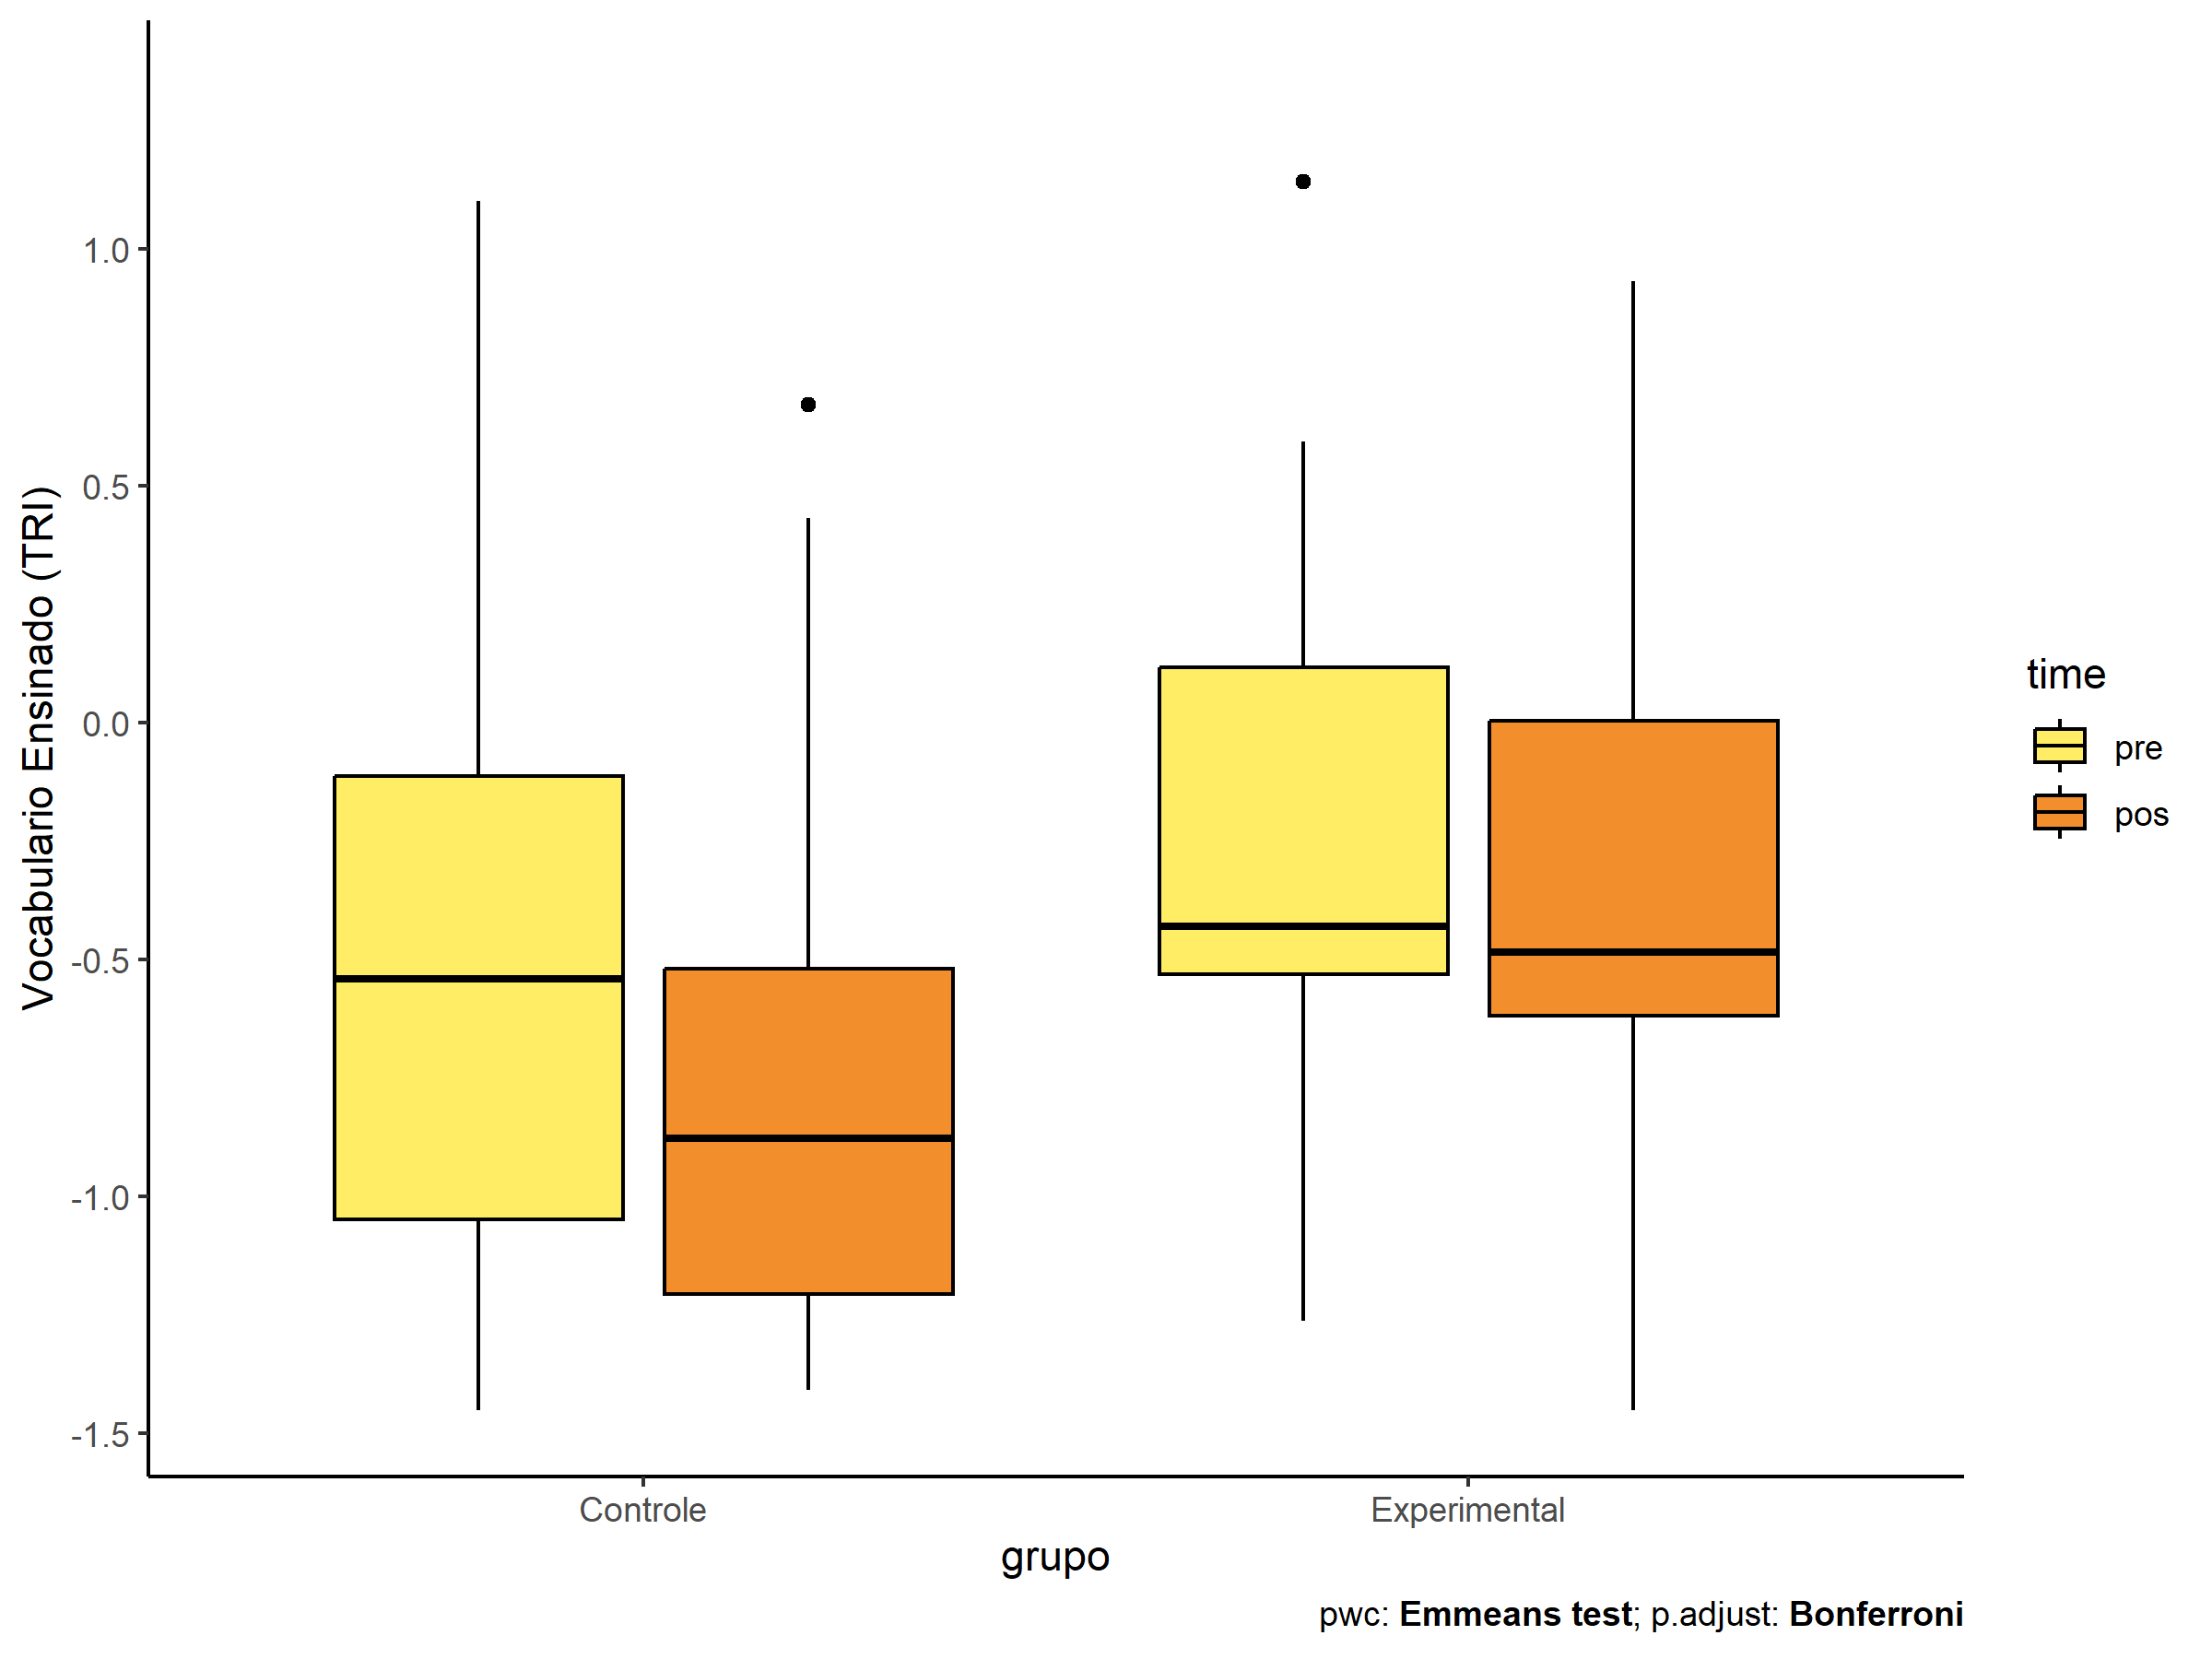 Vocabulario Ensinado (TRI)
1.0
0.5
0.0
-0.5
-1.0
-1.5
Controle
Experimental
grupo
time
pre
pos
pwc: Emmeans test; p.adjust: Bonferroni